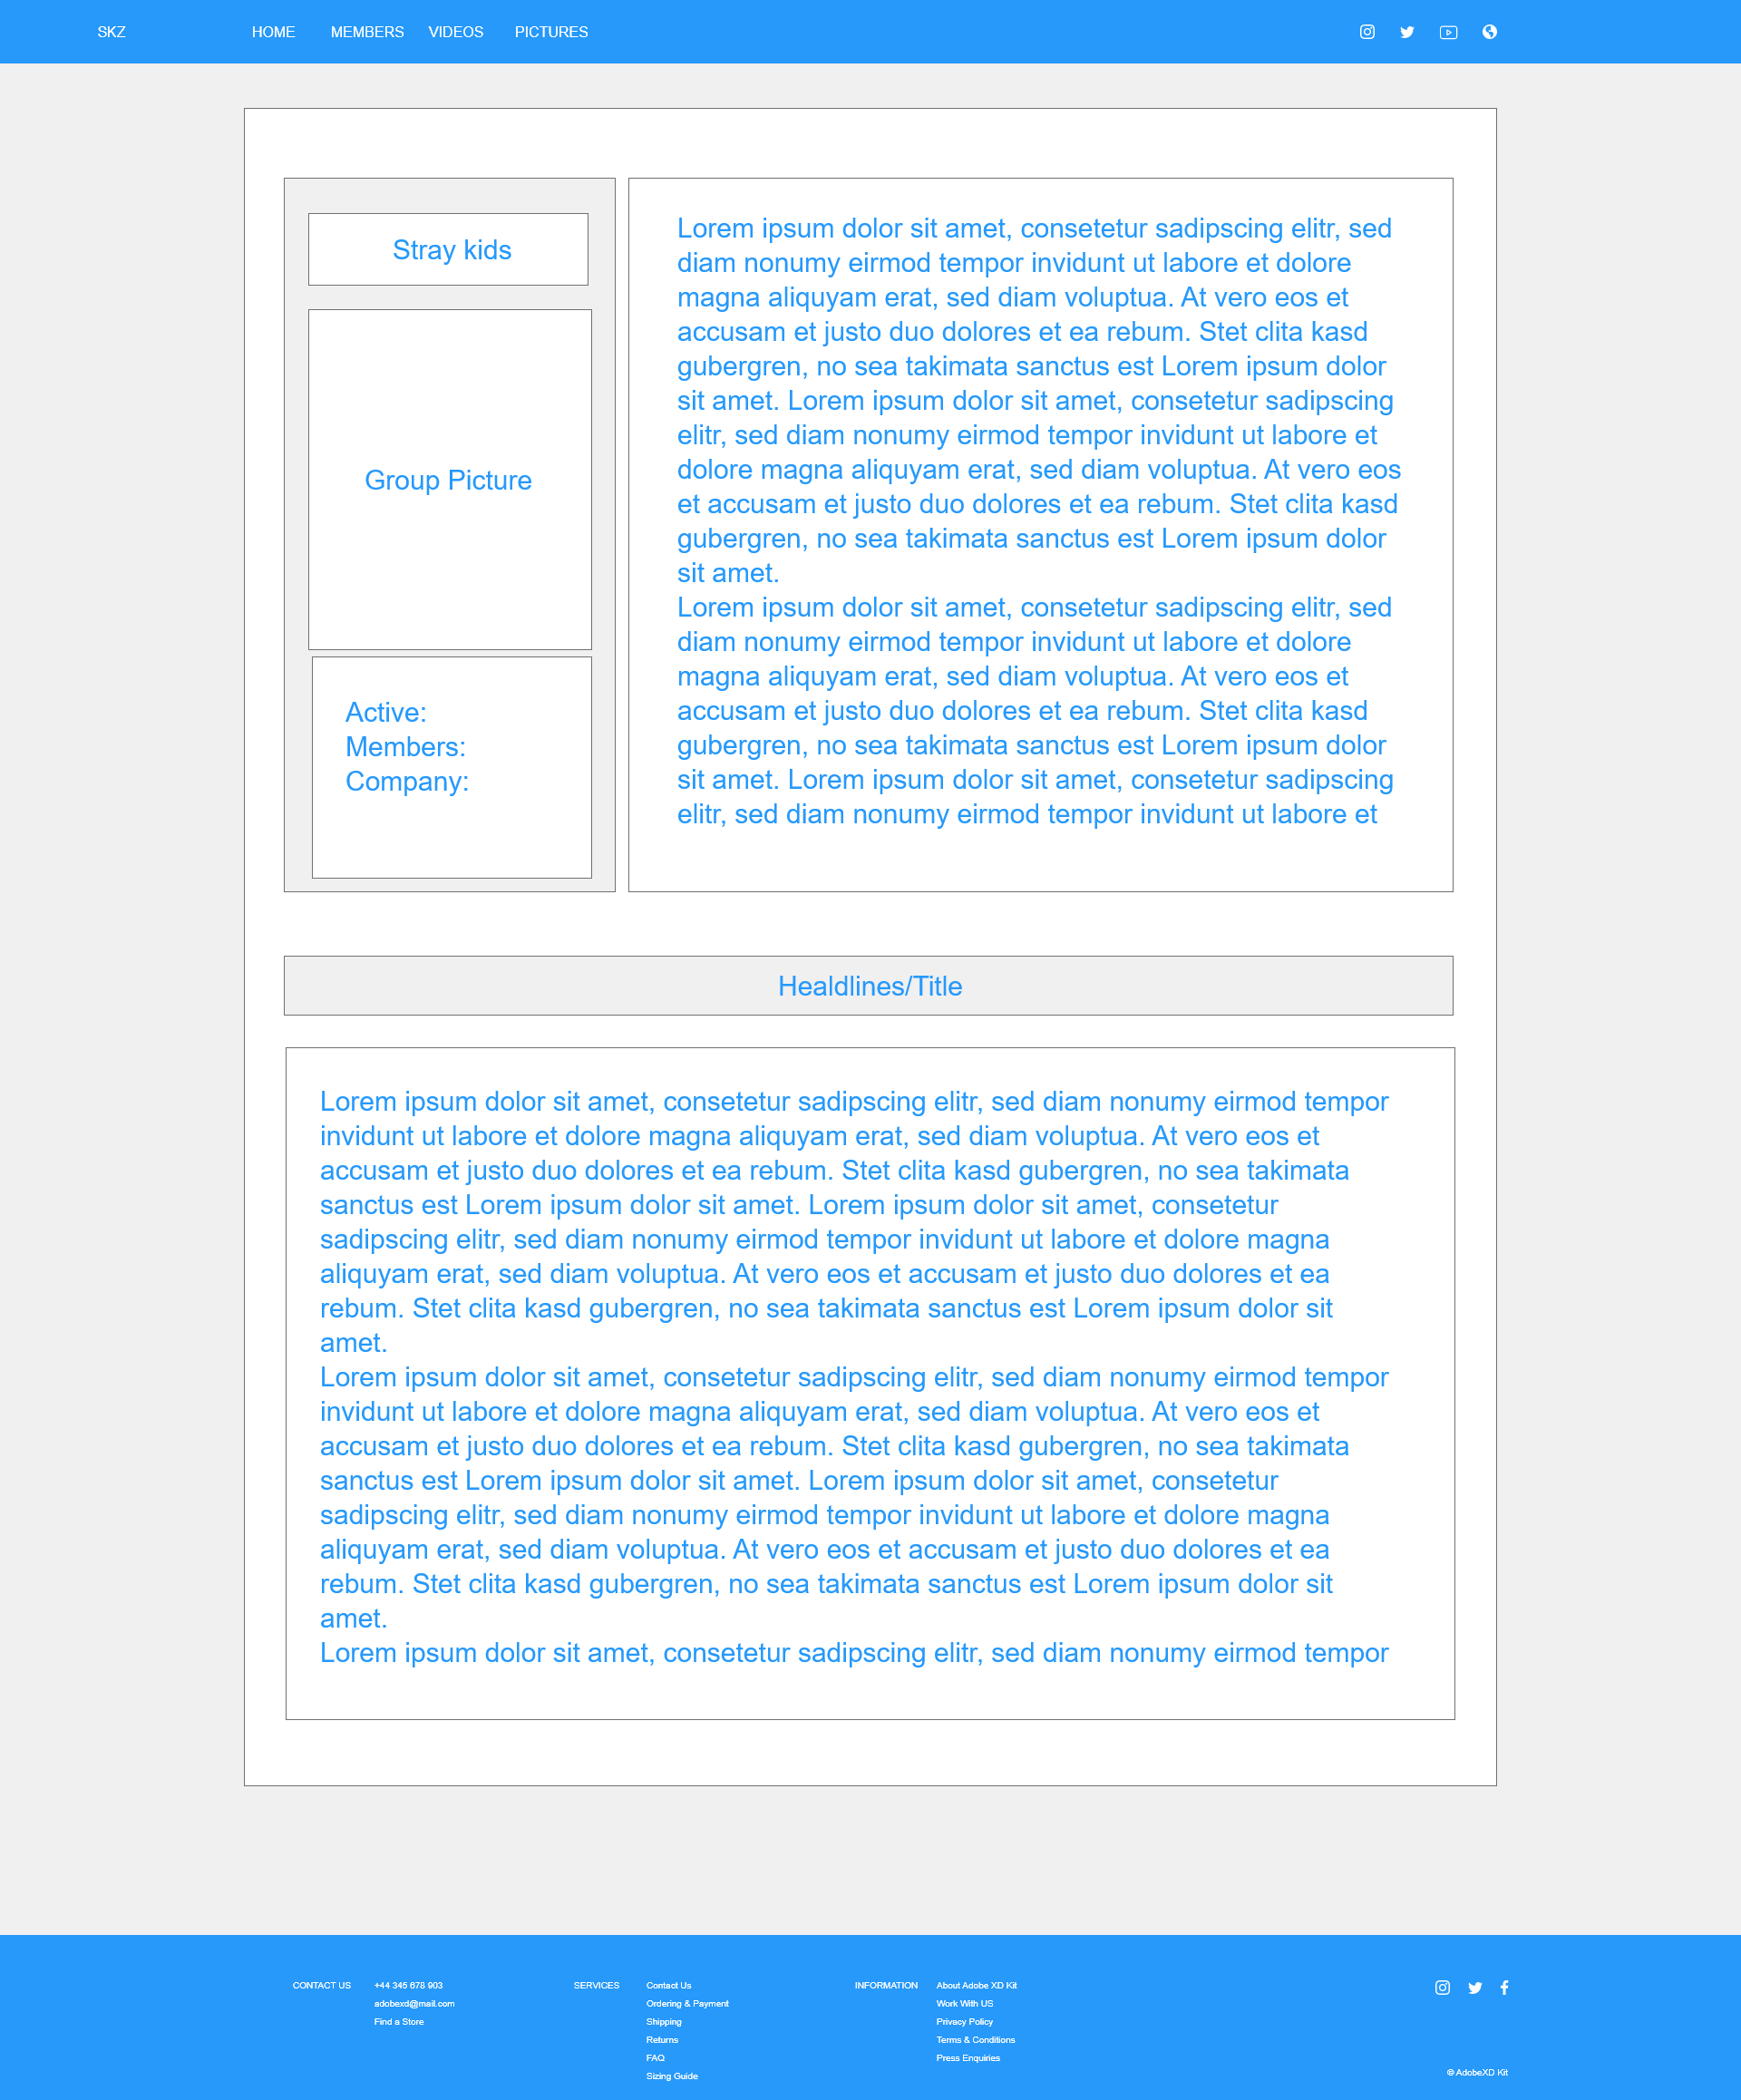 SKZ HOME MEMBERS VIDEOS PICTURES
Stray kids
Group Picture
Active:
Members:
Company:
Lorem ipsum dolor sit amet, consetetur sadipscing elitr, sed
diam nonumy eirmod tempor invidunt ut labore et dolore
magna aliquyam erat, sed diam voluptua. At vero eos et
accusam et justo duo dolores et ea rebum. Stet clita kasd
gubergren, no sea takimata sanctus est Lorem ipsum dolor
sit amet. Lorem ipsum dolor sit amet, consetetur sadipscing
elitr, sed diam nonumy eirmod tempor invidunt ut labore et
dolore magna aliquyam erat, sed diam voluptua. At vero eos
et accusam et justo duo dolores et ea rebum. Stet clita kasd
gubergren, no sea takimata sanctus est Lorem ipsum dolor
sit amet.
Lorem ipsum dolor sit amet, consetetur sadipscing elitr, sed
diam nonumy eirmod tempor invidunt ut labore et dolore
magna aliquyam erat, sed diam voluptua. At vero eos et
accusam et justo duo dolores et ea rebum. Stet clita kasd
gubergren, no sea takimata sanctus est Lorem ipsum dolor
sit amet. Lorem ipsum dolor sit amet, consetetur sadipscing
elitr, sed diam nonumy eirmod tempor invidunt ut labore et
Healdlines/Title
Lorem ipsum dolor sit amet, consetetur sadipscing elitr, sed diam nonumy eirmod tempor
invidunt ut labore et dolore magna aliquyam erat, sed diam voluptua. At vero eos et
accusam et justo duo dolores et ea rebum. Stet clita kasd gubergren, no sea takimata
sanctus est Lorem ipsum dolor sit amet. Lorem ipsum dolor sit amet, consetetur
sadipscing elitr, sed diam nonumy eirmod tempor invidunt ut labore et dolore magna
aliquyam erat, sed diam voluptua. At vero eos et accusam et justo duo dolores et ea
rebum. Stet clita kasd gubergren, no sea takimata sanctus est Lorem ipsum dolor sit
amet.
Lorem ipsum dolor sit amet, consetetur sadipscing elitr, sed diam nonumy eirmod tempor
invidunt ut labore et dolore magna aliquyam erat, sed diam voluptua. At vero eos et
accusam et justo duo dolores et ea rebum. Stet clita kasd gubergren, no sea takimata
sanctus est Lorem ipsum dolor sit amet. Lorem ipsum dolor sit amet, consetetur
sadipscing elitr, sed diam nonumy eirmod tempor invidunt ut labore et dolore magna
aliquyam erat, sed diam voluptua. At vero eos et accusam et justo duo dolores et ea
rebum. Stet clita kasd gubergren, no sea takimata sanctus est Lorem ipsum dolor sit
amet.
Lorem ipsum dolor sit amet, consetetur sadipscing elitr, sed diam nonumy eirmod tempor
CONTACT US
+44 345 678 903
adobexd@mail.com
Find a Store
SERVICES
Contact Us
Ordering & Payment
Shipping
Returns
FAQ
Sizing Guide
INFORMATION
About Adobe XD Kit
Work With US
Privacy Policy
Terms & Conditions
Press Enquiries
© AdobeXD Kit